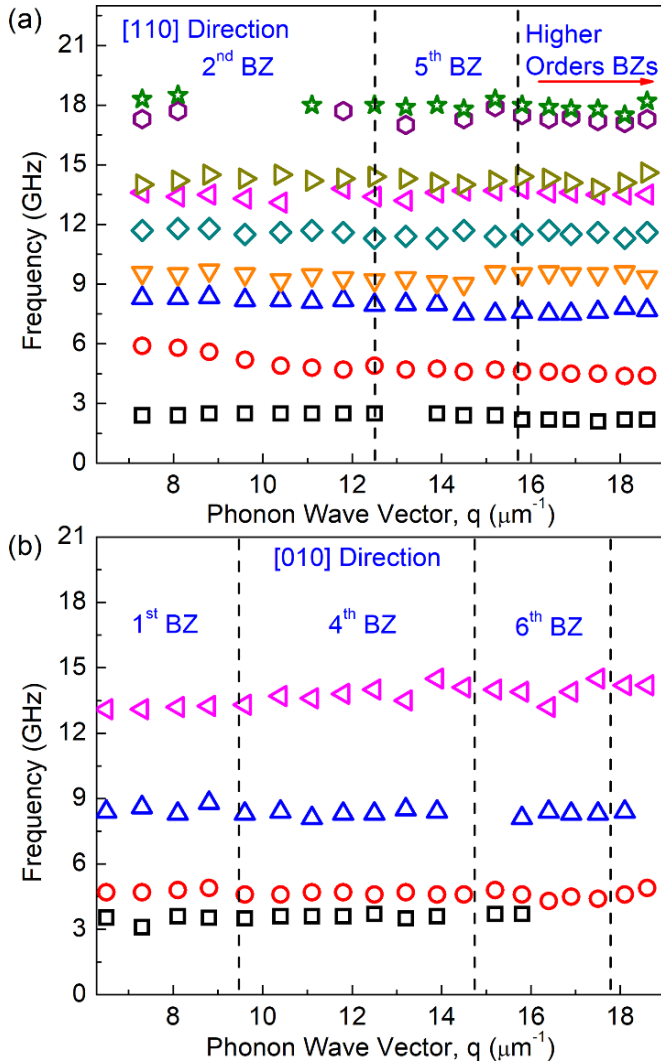 (a)
[110] Direction
2nd BZ
5th BZ
Higher
Orders BZs
21
18
15
12
9
6
3
0
Frequency (GHz)
8 10 12 14 16 18
Phonon Wave Vector, q (μm-1)
(b)
[010] Direction
1st BZ
4th BZ
6th BZ
21
18
15
12
9
6
3
0
Frequency (GHz)
8 10 12 14 16 18
Phonon Wave Vector, q (μm-1)